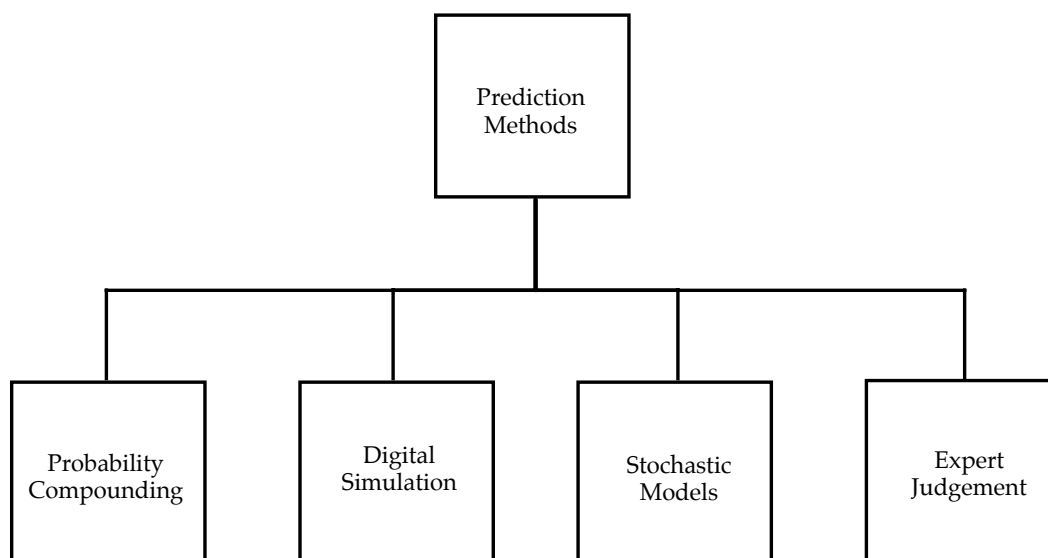 Prediction
Methods
Probability
Compounding
Digital
Simulation
Stochastic
Models
Expert
Judgement